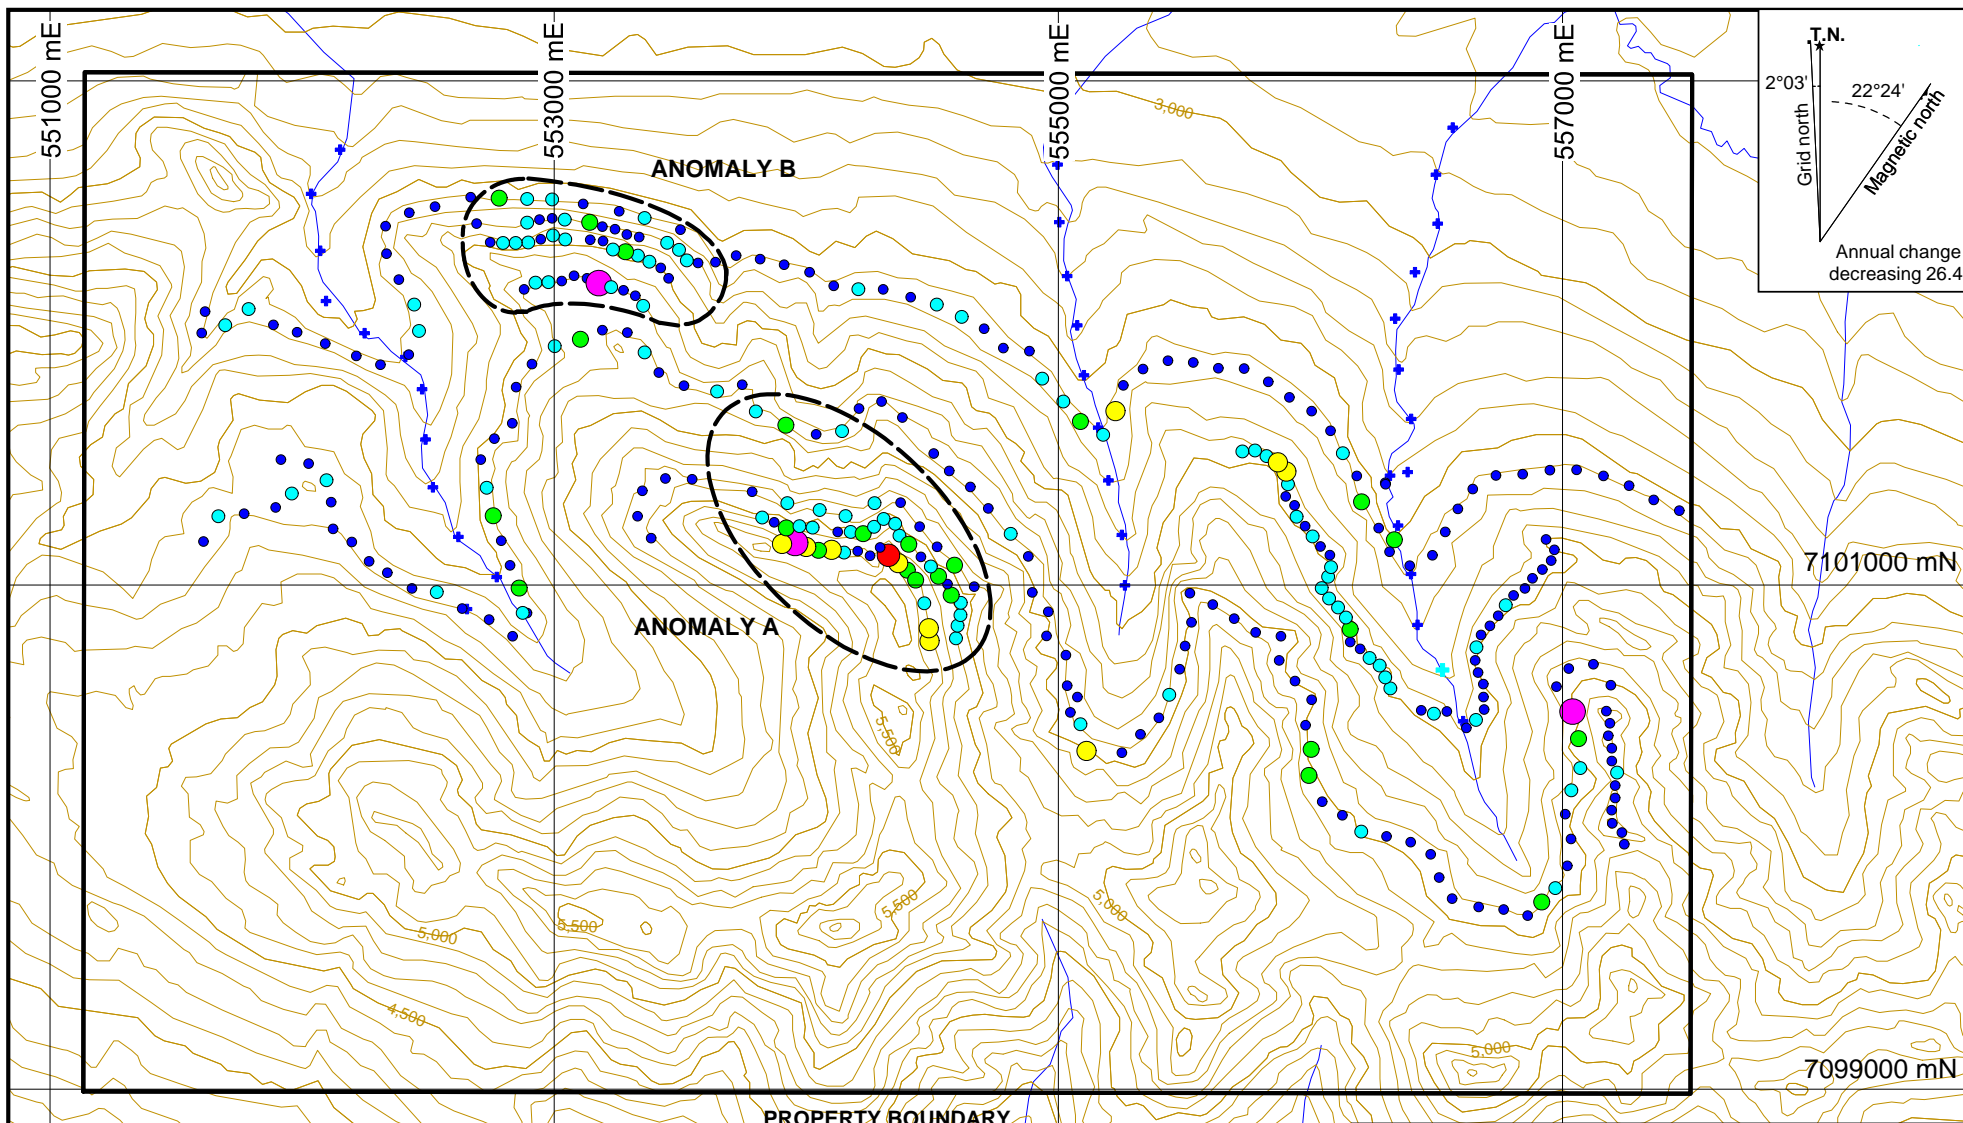 551000 mE
553000 mE
555000 mE
557000 mE
.T.N.
2°03'
22°24'
Grid north
Magnetic north
Annual change
decreasing 26.4
3,000
ANOMALY B
7101000 mN
ANOMALY A
5,500
5,500
5,000
5,500
5,000
4,500
5,000
7099000 mN
PROPERTY BOUNDARY